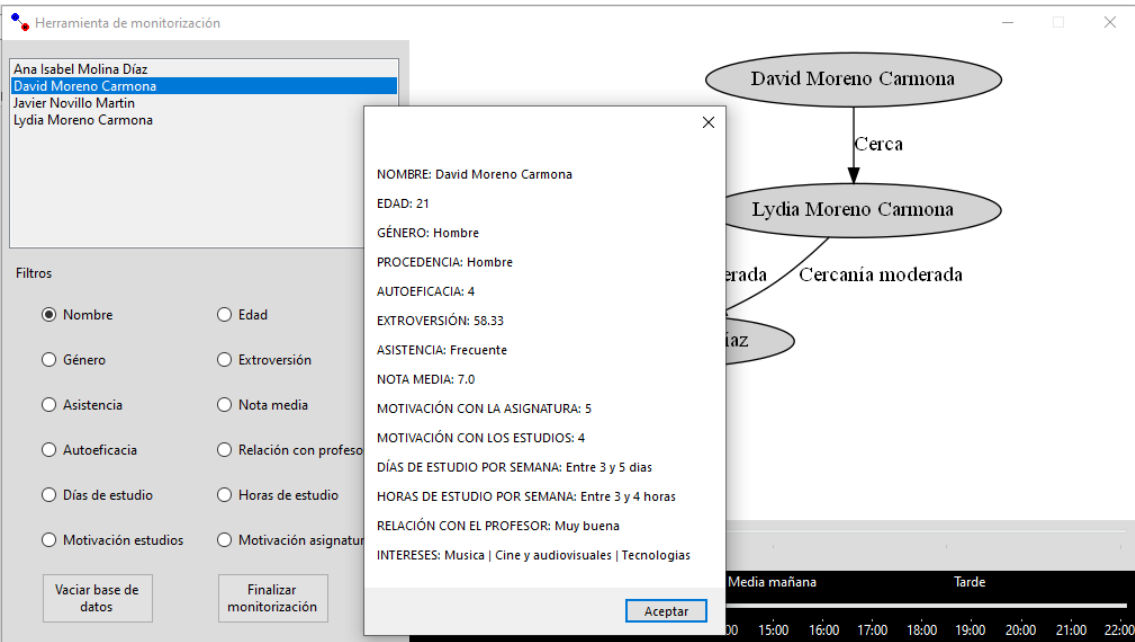 Herramienta de monitorización
Ana Isabel Molina Díaz
David Moreno Carmona
Javier Novillo Martin
Lydia Moreno Carmona
Filtros
Nombre
Edad
Género
Extroversión
Asistencia
Nota media
Autoeficacia
Relación con profeso
Días de estudio
Horas de estudio
Motivación estudios
Motivación asignatur
Vaciar base de
datos
Finalizar
monitorización
NOMBRE: David Moreno Carmona
EDAD: 21
GÉNERO: Hombre
PROCEDENCIA: Hombre
AUTOEFICACIA: 4
EXTROVERSIÓN: 58.33
ASISTENCIA: Frecuente
NOTA MEDIA: 7.0
MOTIVACIÓN CON LA ASIGNATURA: 5
MOTIVACIÓN CON LOS ESTUDIOS: 4
DÍAS DE ESTUDIO POR SEMANA: Entre 3 y 5 dias
HORAS DE ESTUDIO POR SEMANA: Entre 3 y 4 horas
RELACIÓN CON EL PROFESOR: Muy buena
INTERESES: Musica | Cine y audiovisuales | Tecnologias
Aceptar
David Moreno Carmona
Cerca
Lydia Moreno Carmona
erada
Cercanía moderada
íaz
Media mañana
Tarde
00 15:00 16:00 17:00 18:00 19:00 20:00 21:00 22:00